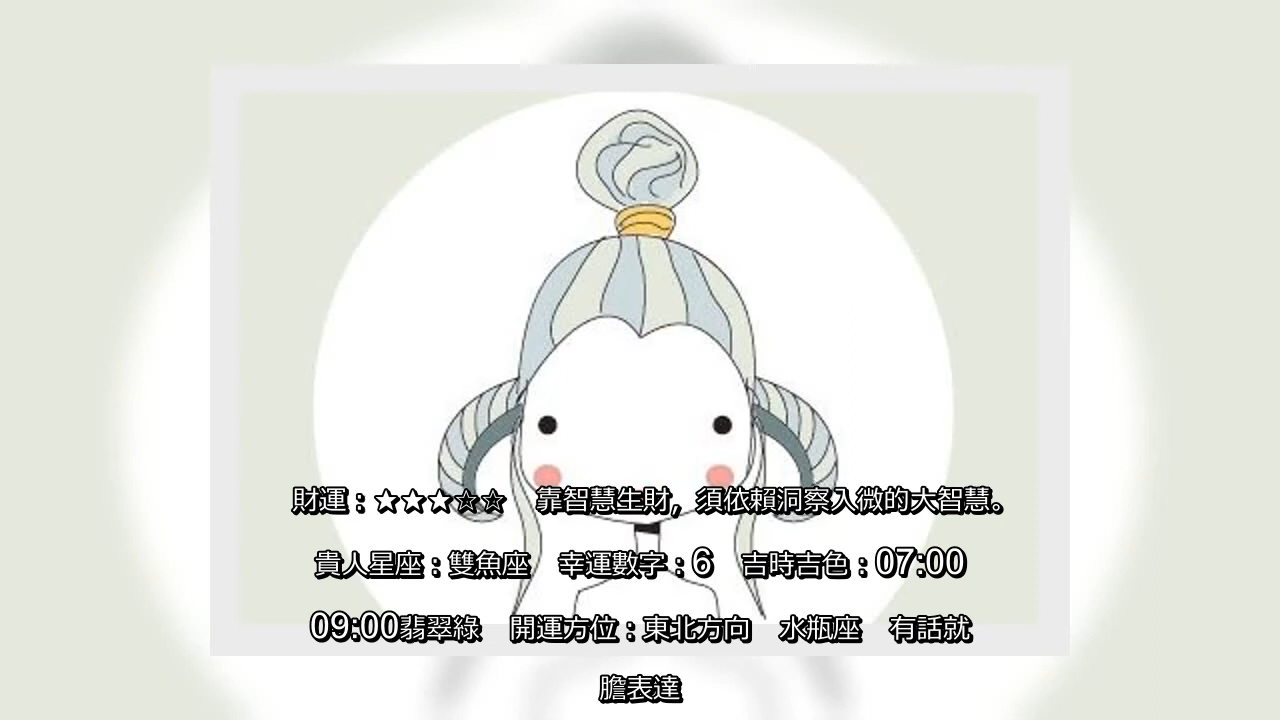 財運：★★★☆☆　靠智慧生財，須依賴洞察入微的大智慧。
貴人星座：雙魚座　幸運數字：6　吉時吉色：07:00
09:00翡翠綠　開運方位：東北方向　水瓶座　有話就
膽表達